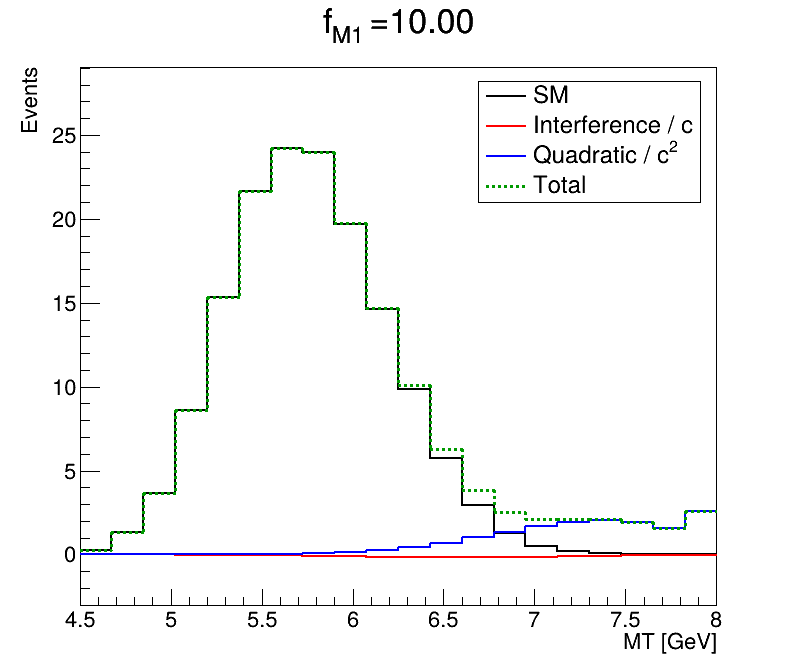 f_M1 =10.00
Events
SM
Interference / c
Quadratic / c²
Total
25
20
15
10
5
0
4.5 5 5.5 6 6.5 7 7.5 8
MT [GeV]